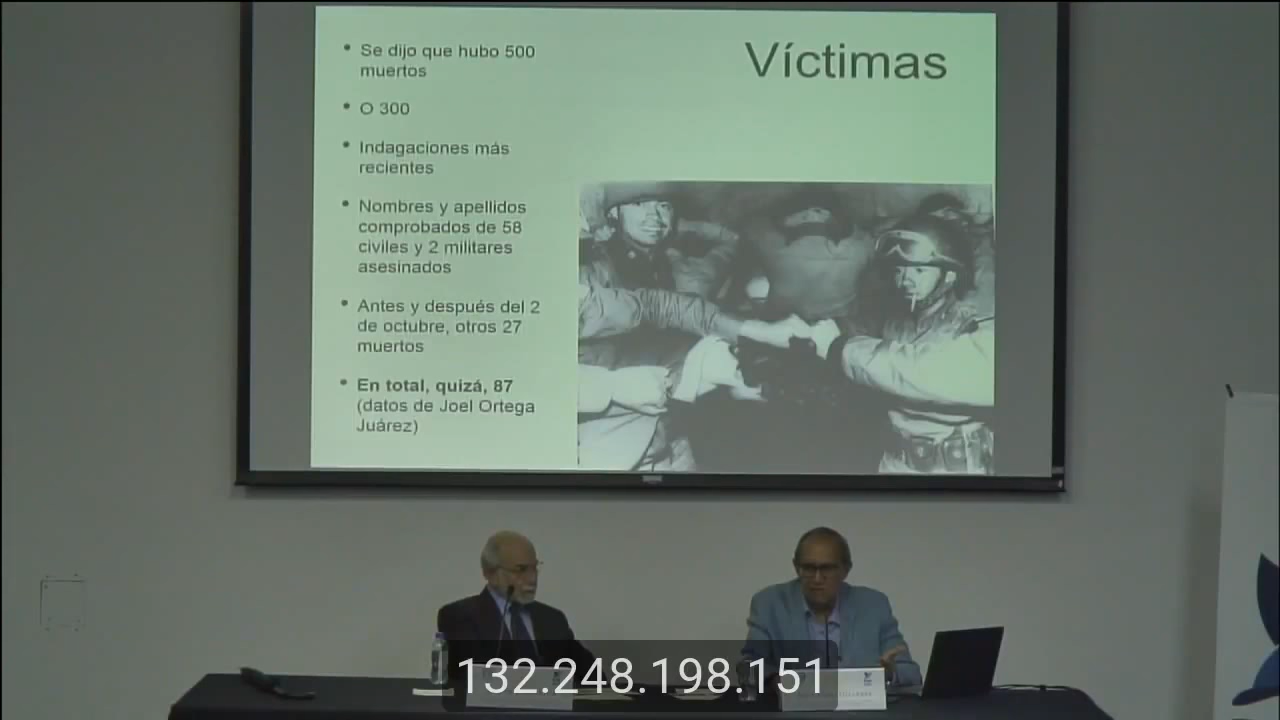 Víctimas
• Se dijo que hubo 500
muertos
• O 300
• Indagaciones más
recientes
• Nombres y apellidos
comprobados de 58
civiles y 2 militares
asesinados
• Antes y después del 2
de octubre, otros 27
muertos
• En total, quizá, 87
(datos de Joel Ortega
Juárez)
132.248.198.151